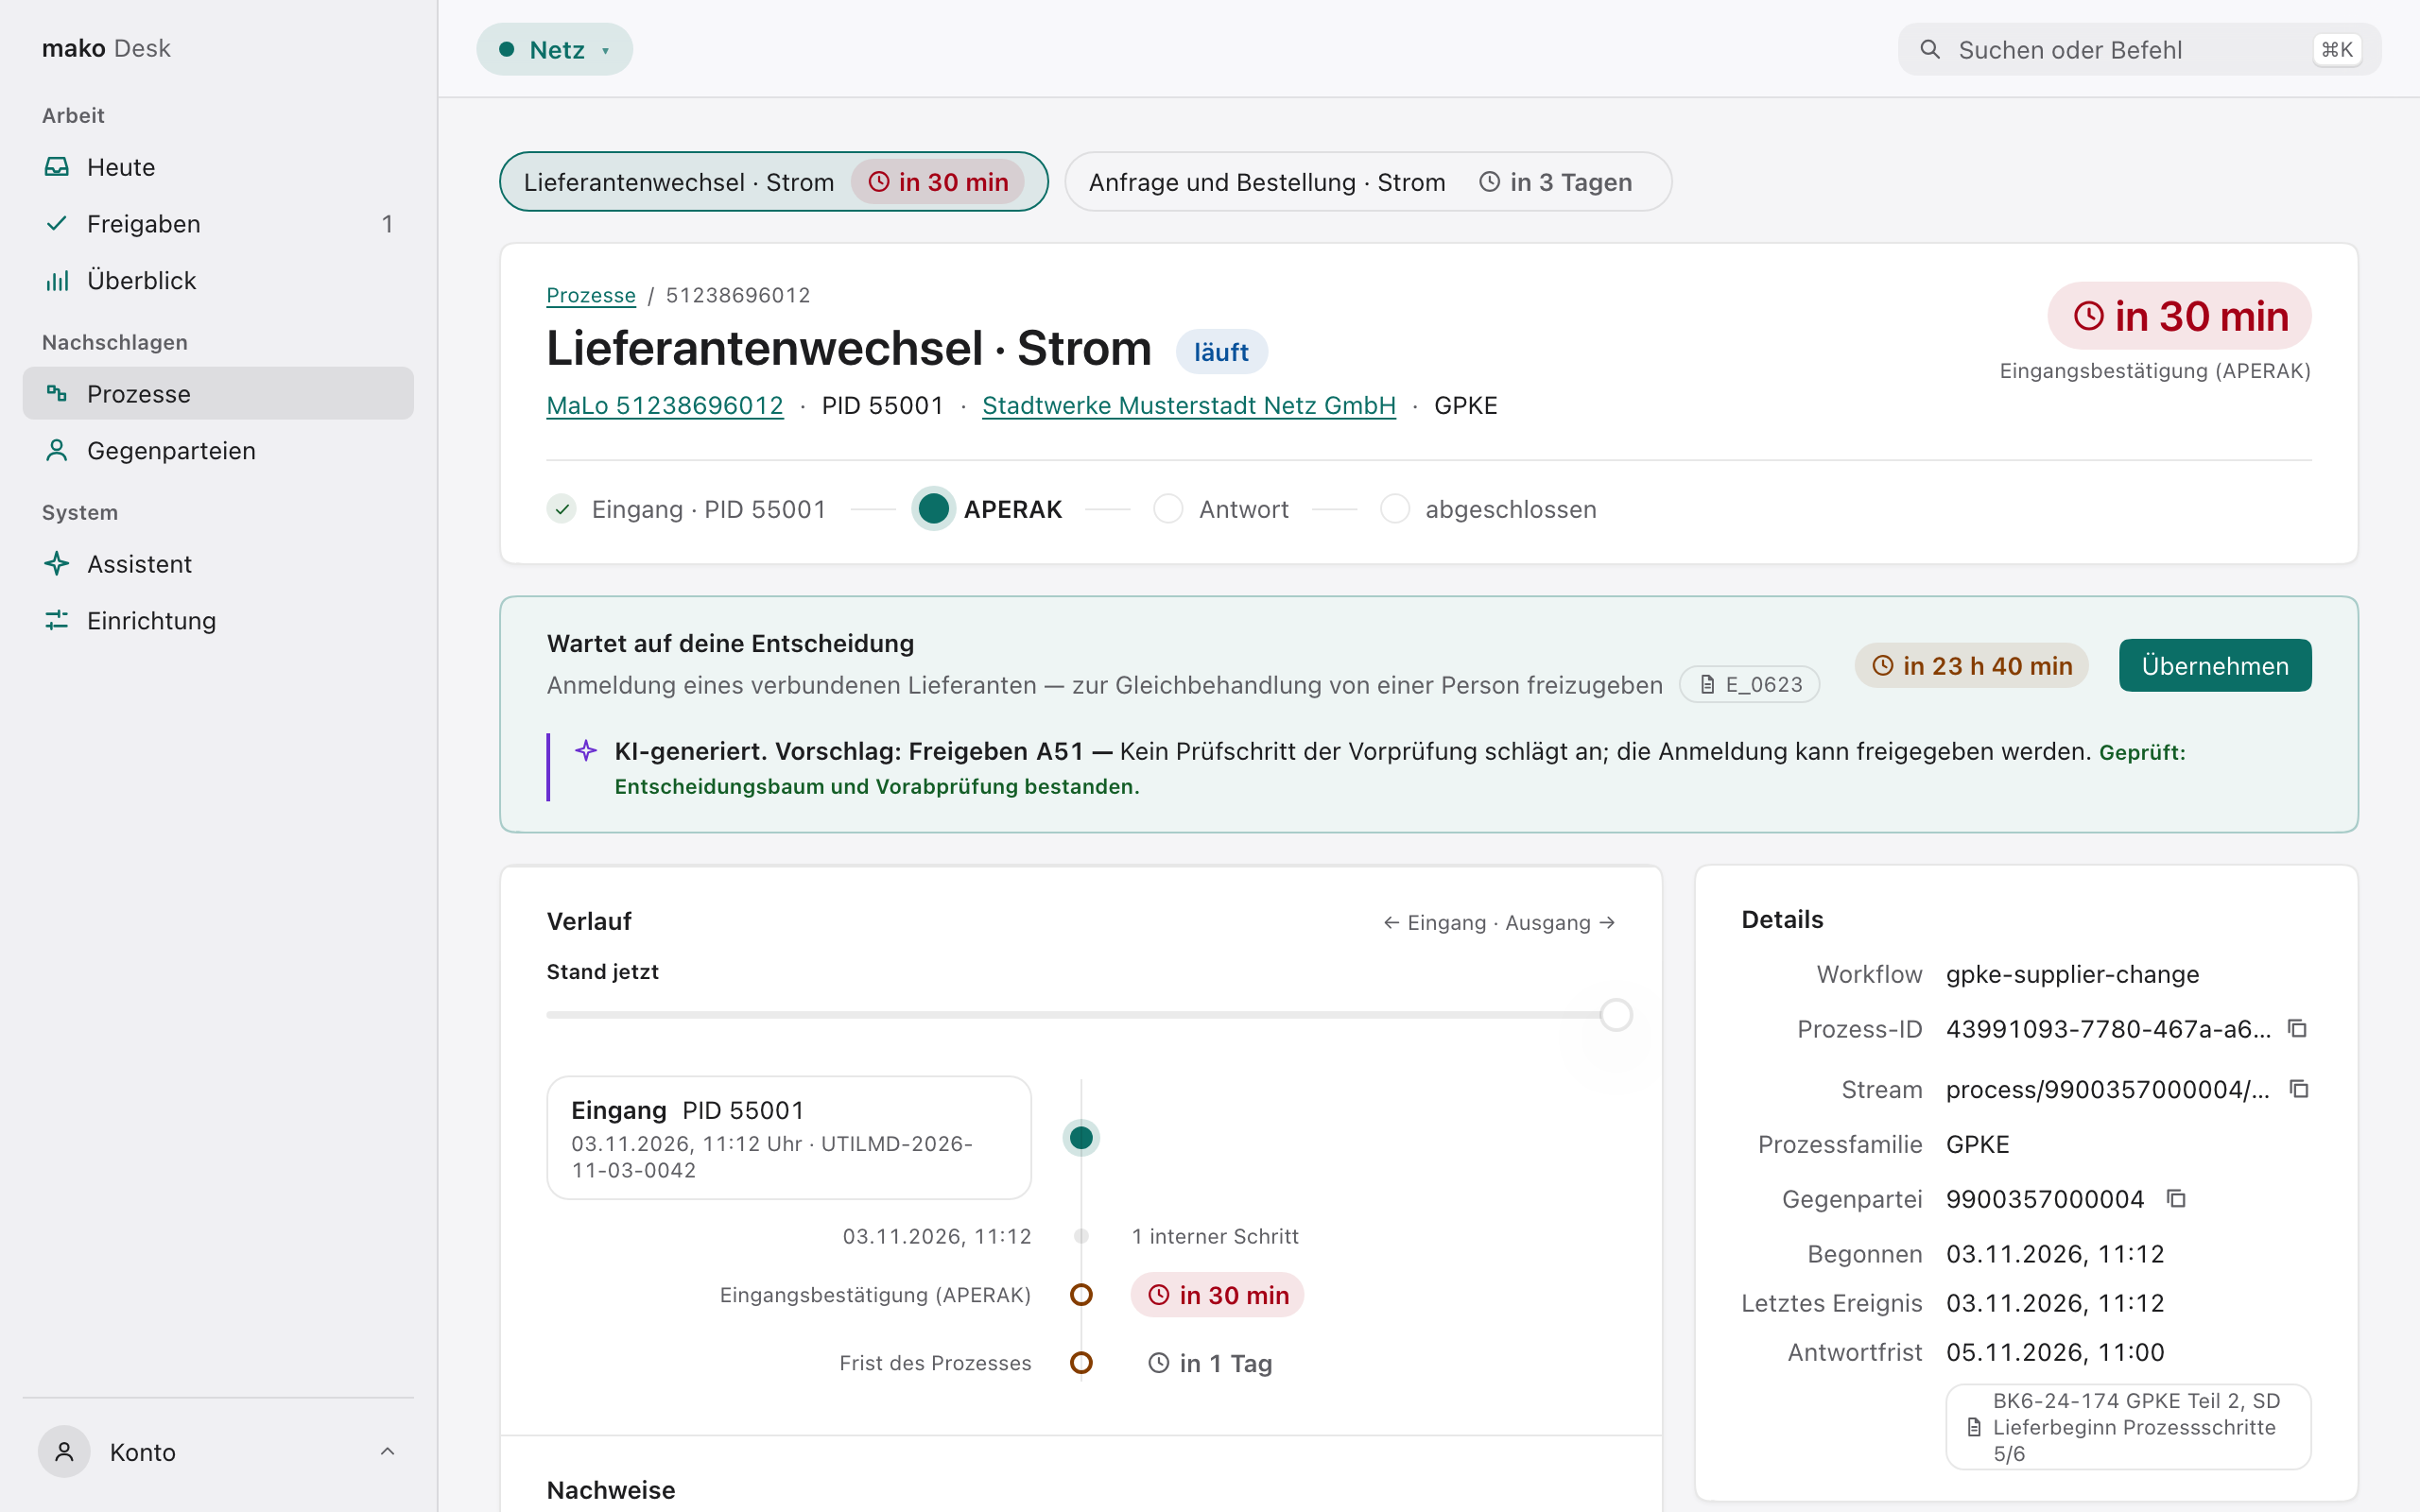 mako Desk
Arbeit
Heute
Freigaben 1
Überblick
Nachschlagen
Prozesse
Gegenparteien
System
Assistent
Einrichtung
Konto
Netz
Suchen oder Befehl ⌘K
Lieferantenwechsel · Strom in 30 min
Anfrage und Bestellung · Strom in 3 Tagen
Prozesse / 51238696012
Lieferantenwechsel · Strom läuft
MaLo 51238696012 · PID 55001 · Stadtwerke Musterstadt Netz GmbH · GPKE
in 30 min
Eingangsbestätigung (APERAK)
Eingang · PID 55001
APERAK
Antwort
abgeschlossen
Wartet auf deine Entscheidung
Anmeldung eines verbundenen Lieferanten — zur Gleichbehandlung von einer Person freizugeben E_0623
in 23 h 40 min
Übernehmen
KI-generiert. Vorschlag: Freigeben A51 — Kein Prüfschritt der Vorprüfung schlägt an; die Anmeldung kann freigegeben werden. Geprüft:
Entscheidungsbaum und Vorabprüfung bestanden.
Verlauf
← Eingang · Ausgang →
Stand jetzt
Eingang PID 55001
03.11.2026, 11:12 Uhr · UTILMD-2026-
11-03-0042
03.11.2026, 11:12 1 interner Schritt
Eingangsbestätigung (APERAK) in 30 min
Frist des Prozesses in 1 Tag
Nachweise
Details
Workflow gpke-supplier-change
Prozess-ID 43991093-7780-467a-a6...
Stream process/9900357000004/...
Prozessfamilie GPKE
Gegenpartei 9900357000004
Begonnen 03.11.2026, 11:12
Letztes Ereignis 03.11.2026, 11:12
Antwortfrist 05.11.2026, 11:00
BK6-24-174 GPKE Teil 2, SD
Lieferbeginn Prozessschritte
5/6